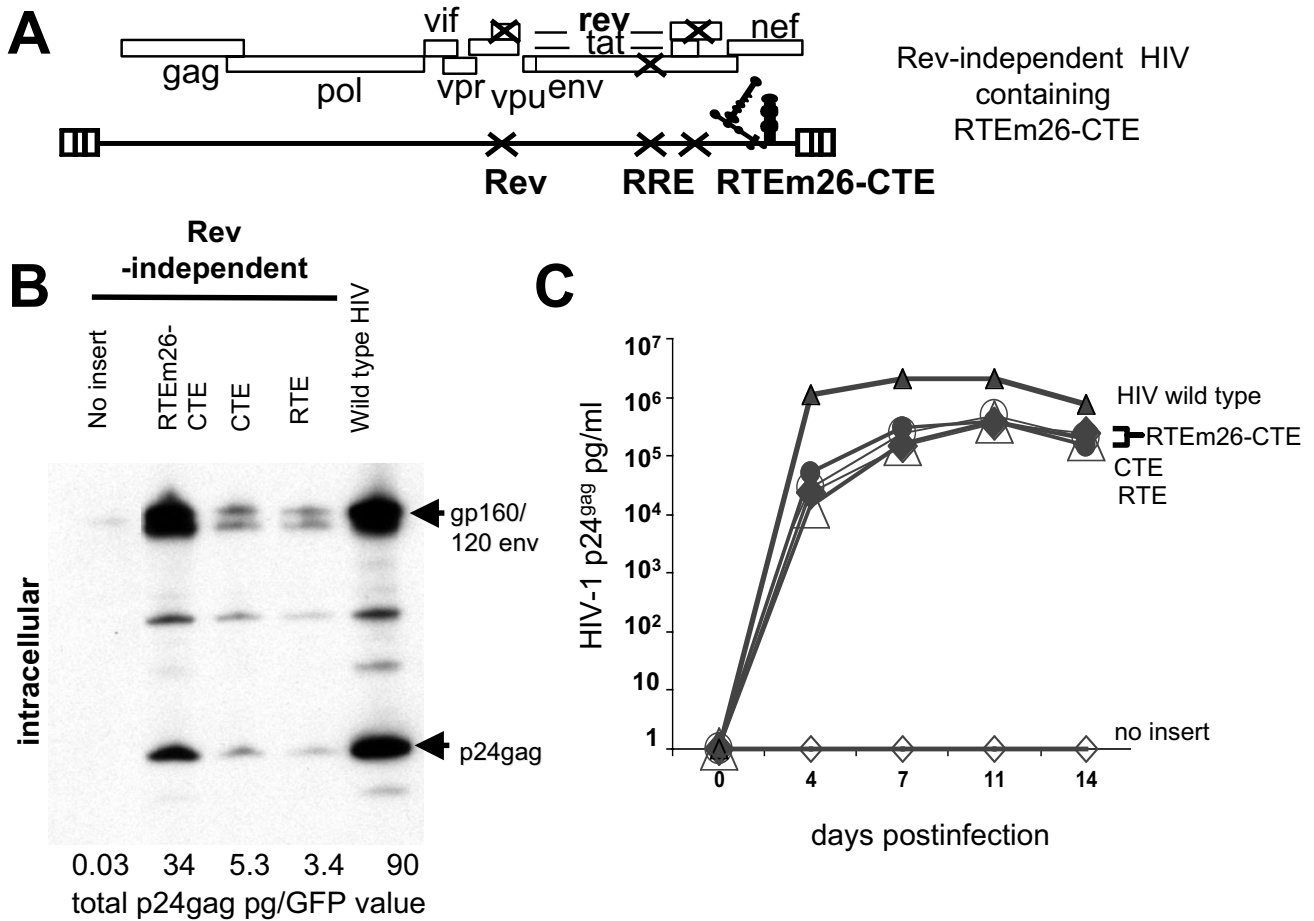 A
vif
rev
nef
tat
gag
pol
vpr
vpu
env
Rev-independent HIV
containing
RTEm26-CTE
Rev
RRE
RTEm26-CTE
B
Rev
-independent
No insert
RTEm26-
CTE
CTE
RTE
Wild type HIV
intracellular
gp160/
120 env
p24gag
0.03 34 5.3 3.4 90
total p24gag pg/GFP value
C
HIV-1 p24gag pg/ml
10⁷
10⁶
10⁵
10⁴
10³
10²
10
1
HIV wild type
RTEm26-CTE
CTE
RTE
no insert
0 4 7 11 14
days postinfection